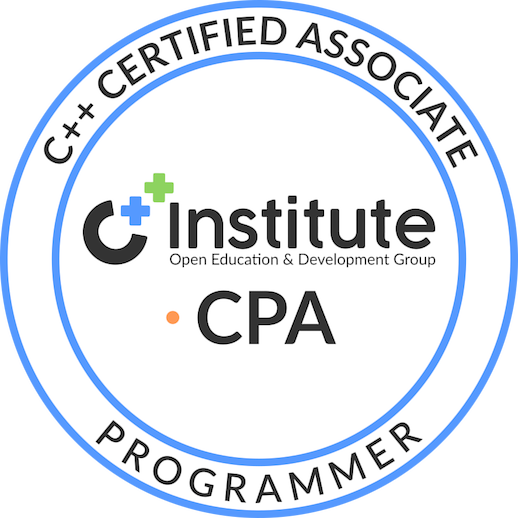 C++ CERTIFIED ASSOCIATE
C++ Institute
Open Education & Development Group
• CPA
PROGRAMMER